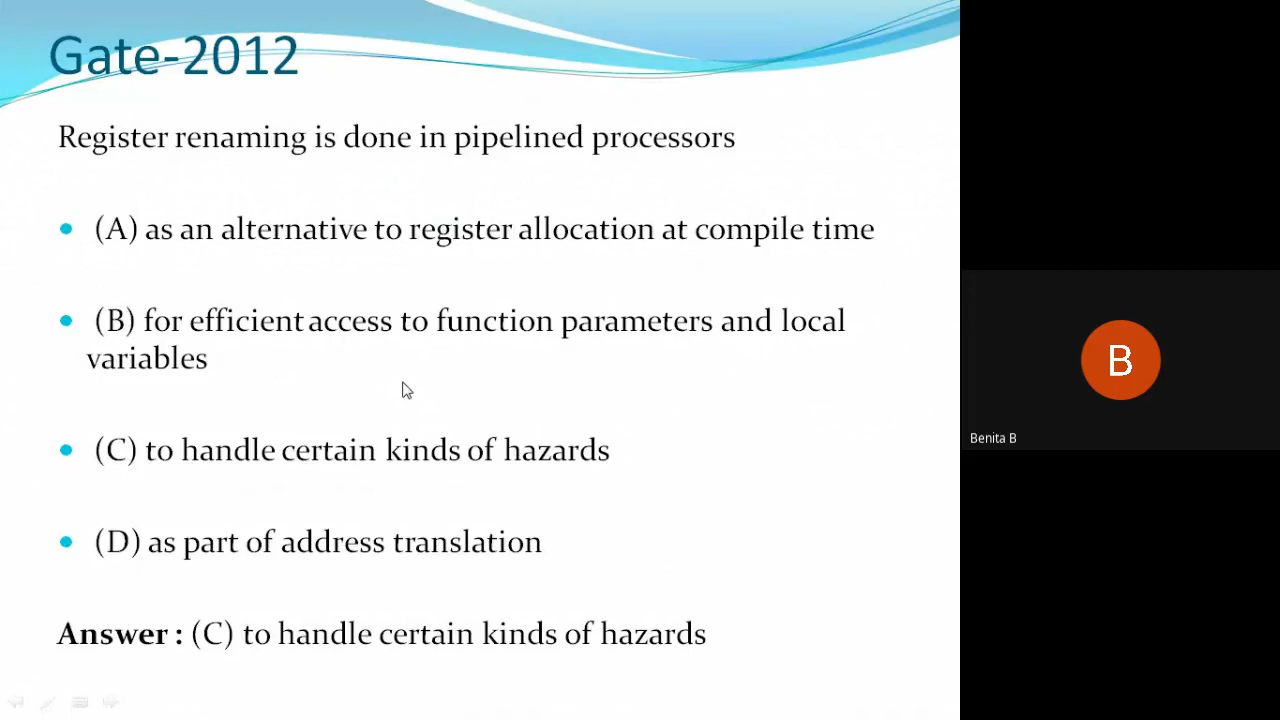 Gate-2012
Register renaming is done in pipelined processors
(A) as an alternative to register allocation at compile time
(B) for efficient access to function parameters and local
variables
(C) to handle certain kinds of hazards
(D) as part of address translation
Answer : (C) to handle certain kinds of hazards
B
Benita B